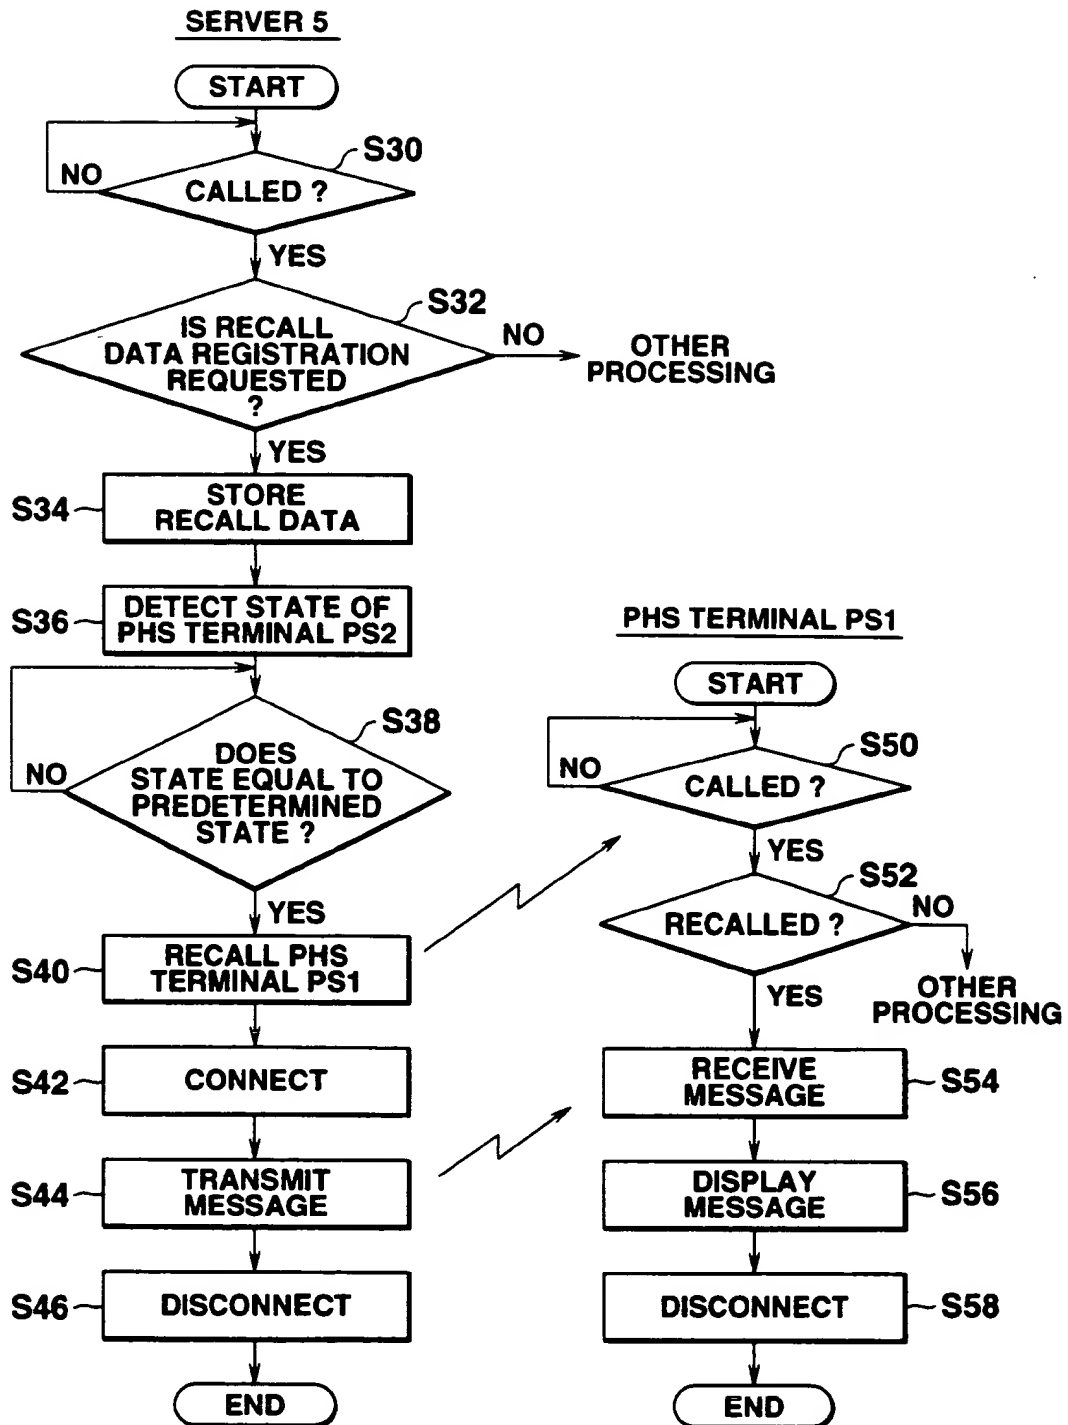 SERVER 5
START
S30
NO
CALLED ?
YES
S32
IS RECALL
DATA REGISTRATION
REQUESTED
?
NO
OTHER
PROCESSING
YES
S34
STORE
RECALL DATA
S36
DETECT STATE OF
PHS TERMINAL PS2
S38
NO
DOES
STATE EQUAL TO
PREDETERMINED
STATE ?
YES
S40
RECALL PHS
TERMINAL PS1
S42
CONNECT
S44
TRANSMIT
MESSAGE
S46
DISCONNECT
END
PHS TERMINAL PS1
START
S50
NO
CALLED ?
YES
S52
RECALLED ?
NO
OTHER
PROCESSING
YES
RECEIVE
MESSAGE
S54
DISPLAY
MESSAGE
S56
DISCONNECT
S58
END